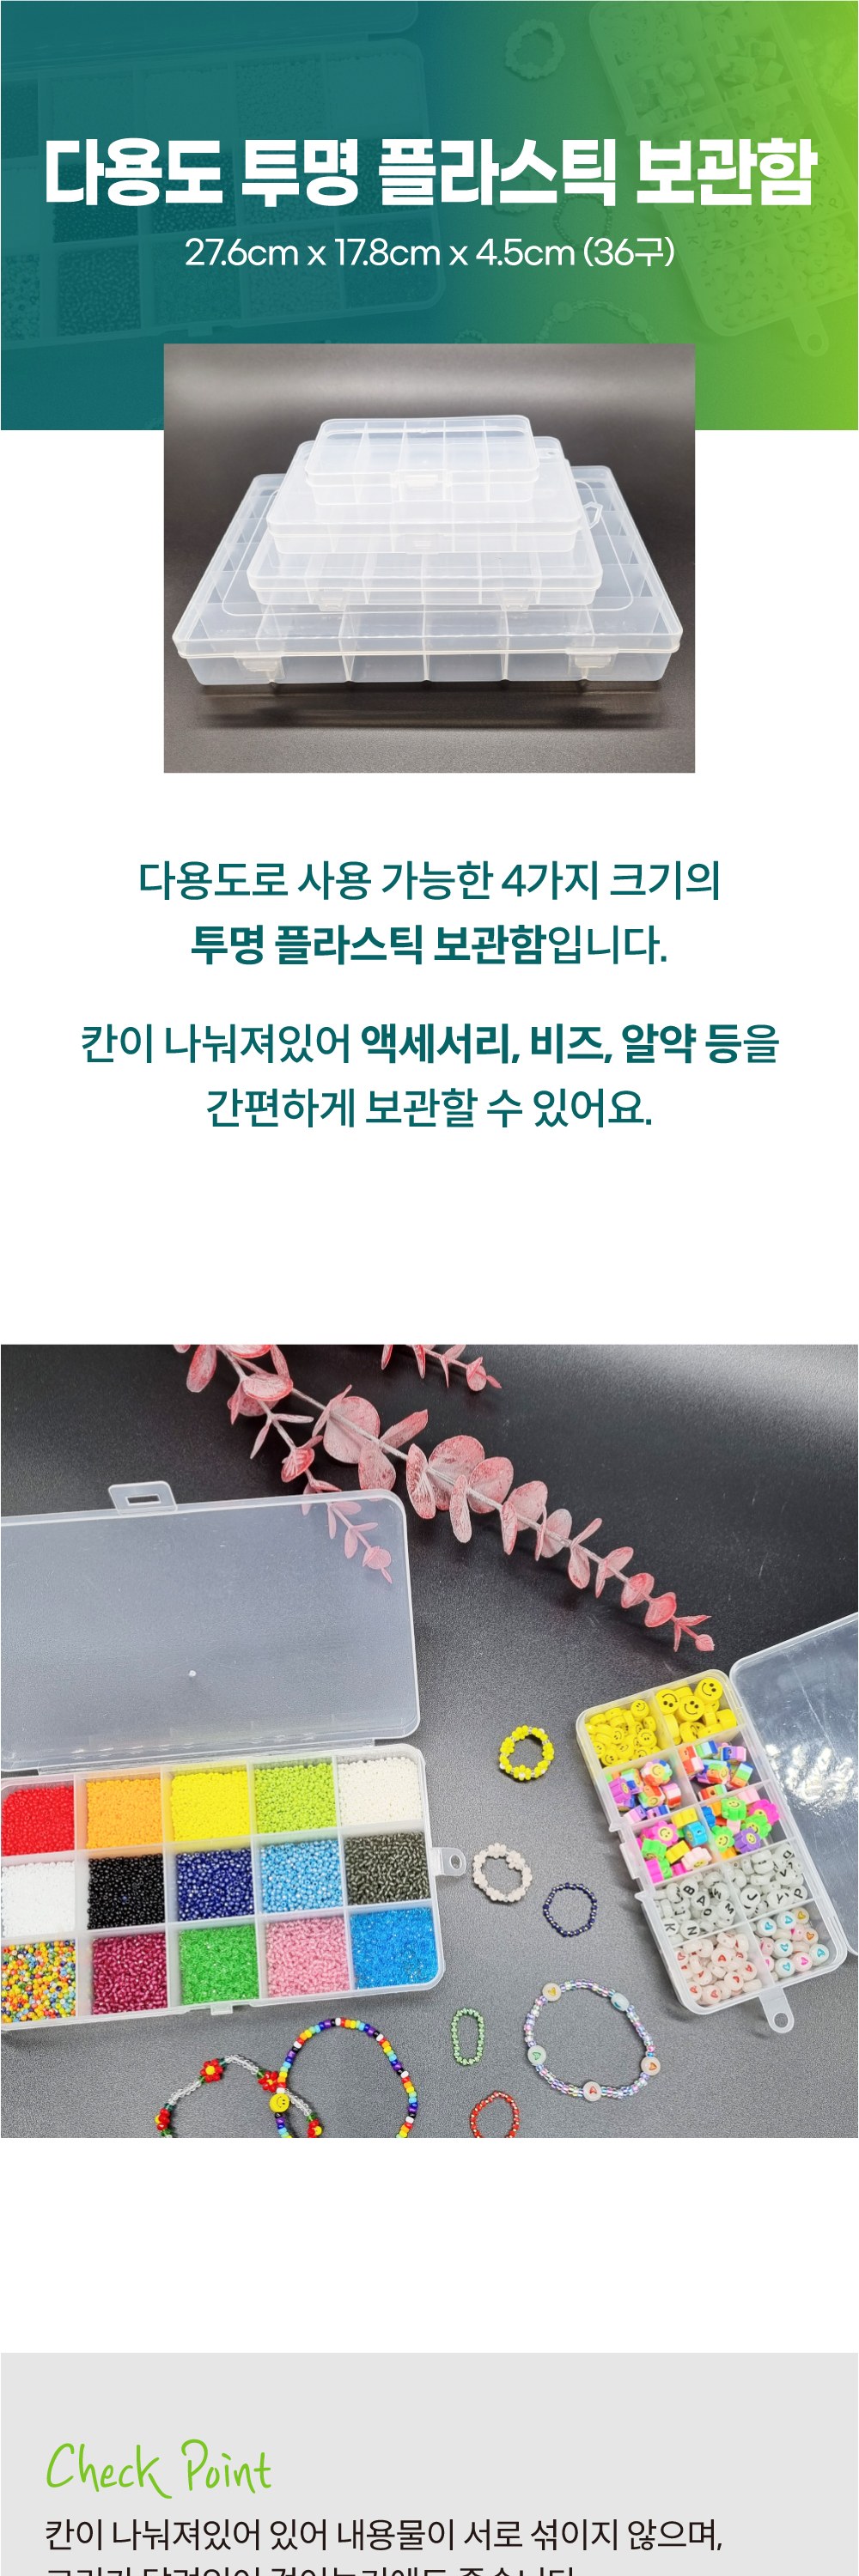 다용도 투명 플라스틱 보관함
27.6cm x 17.8cm x 4.5cm (36구)
다용도로 사용 가능한 4가지 크기의
투명 플라스틱 보관함입니다.
칸이 나눠져있어 액세서리, 비즈, 알약 등을
간편하게 보관할 수 있어요.
Check Point
칸이 나눠져있어 있어 내용물이 서로 섞이지 않으며,